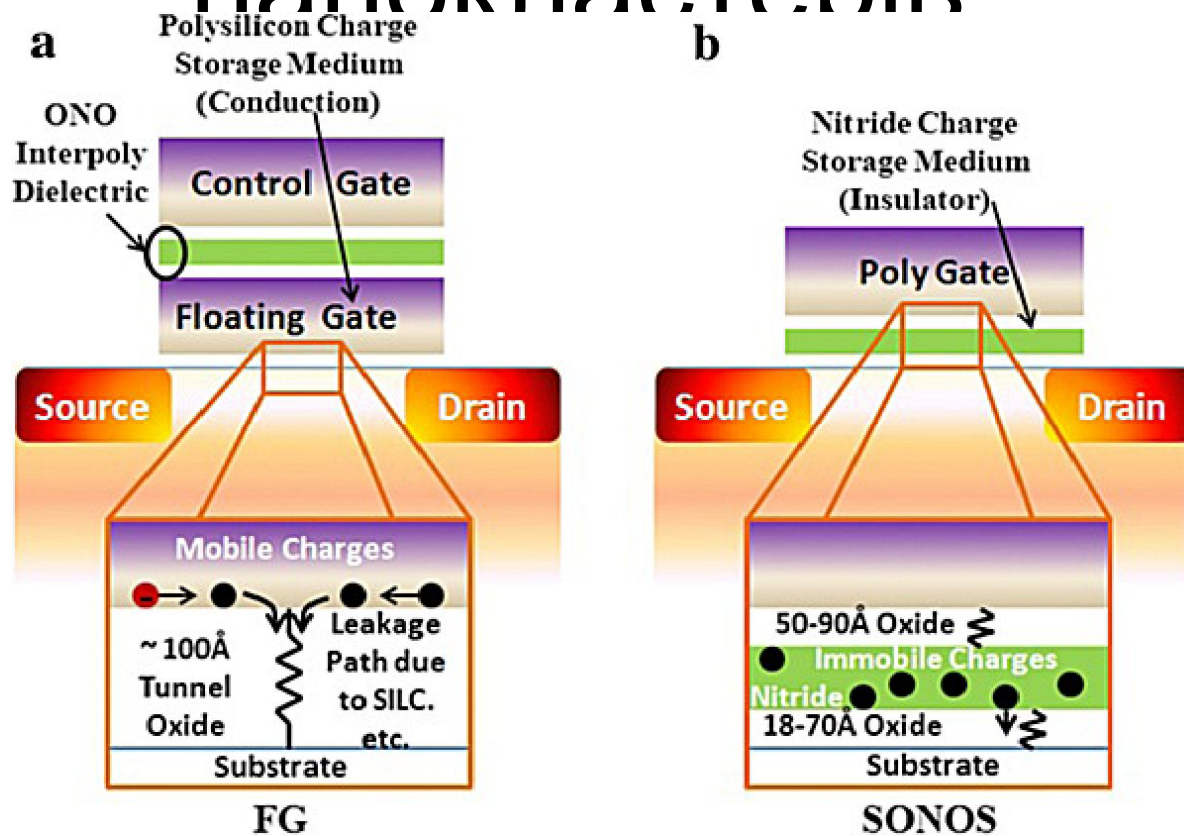 a
Polysilicon Charge
Storage Medium
(Conduction)
ONO
Interpoly
Dielectric
Control Gate
Floating Gate
Source
Drain
Mobile Charges
-
~ 100Å
Tunnel
Oxide
Leakage
Path due
to SILC.
etc.
Substrate
FG
b
Nitride Charge
Storage Medium
(Insulator)
Poly Gate
Source
Drain
50-90Å Oxide
Immobile Charges
Nitride
18-70Å Oxide
Substrate
SONOS